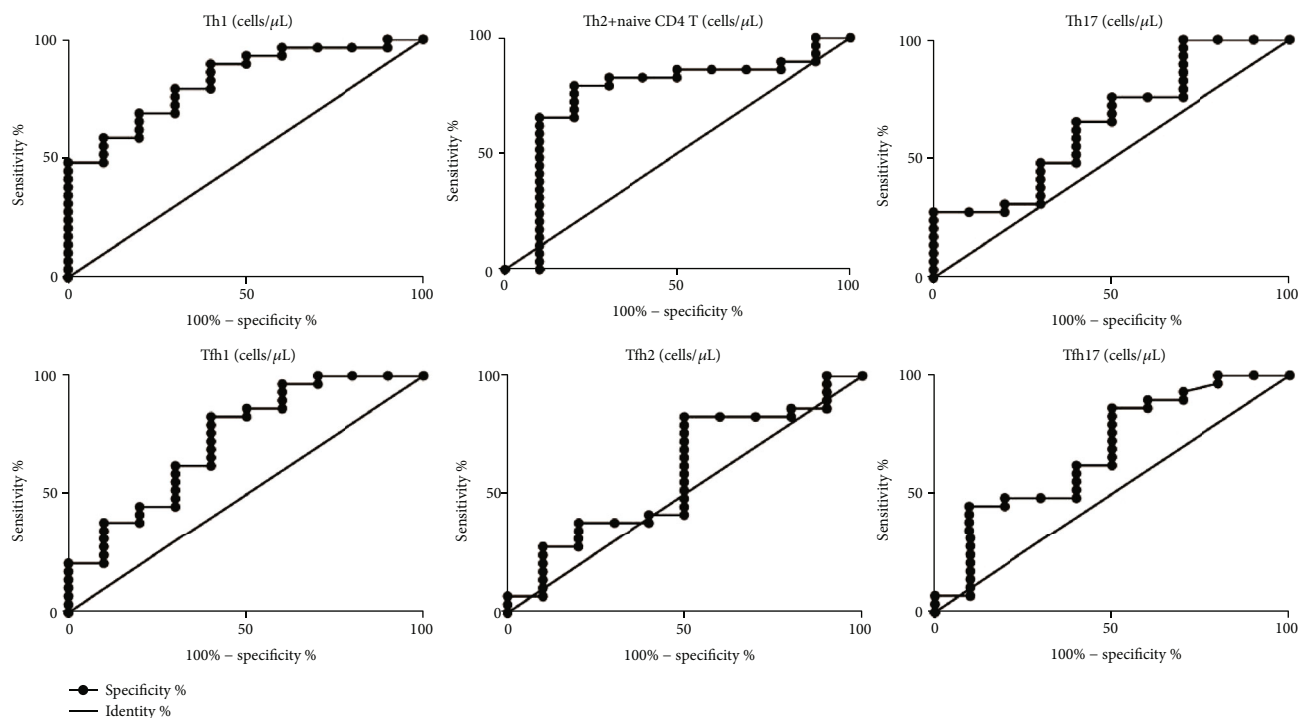 Th1 (cells/μL)
100
50
0
Sensitivity %
0 50 100
100% − specificity %
Th2+naive CD4 T (cells/μL)
100
50
0
Sensitivity %
0 50 100
100% − specificity %
Th17 (cells/μL)
100
50
0
Sensitivity %
0 50 100
100% − specificity %
Tfh1 (cells/μL)
100
50
0
Sensitivity %
0 50 100
100% − specificity %
Tfh2 (cells/μL)
100
50
0
Sensitivity %
0 50 100
100% − specificity %
Tfh17 (cells/μL)
100
50
0
Sensitivity %
0 50 100
100% − specificity %
Specificity %
Identity %